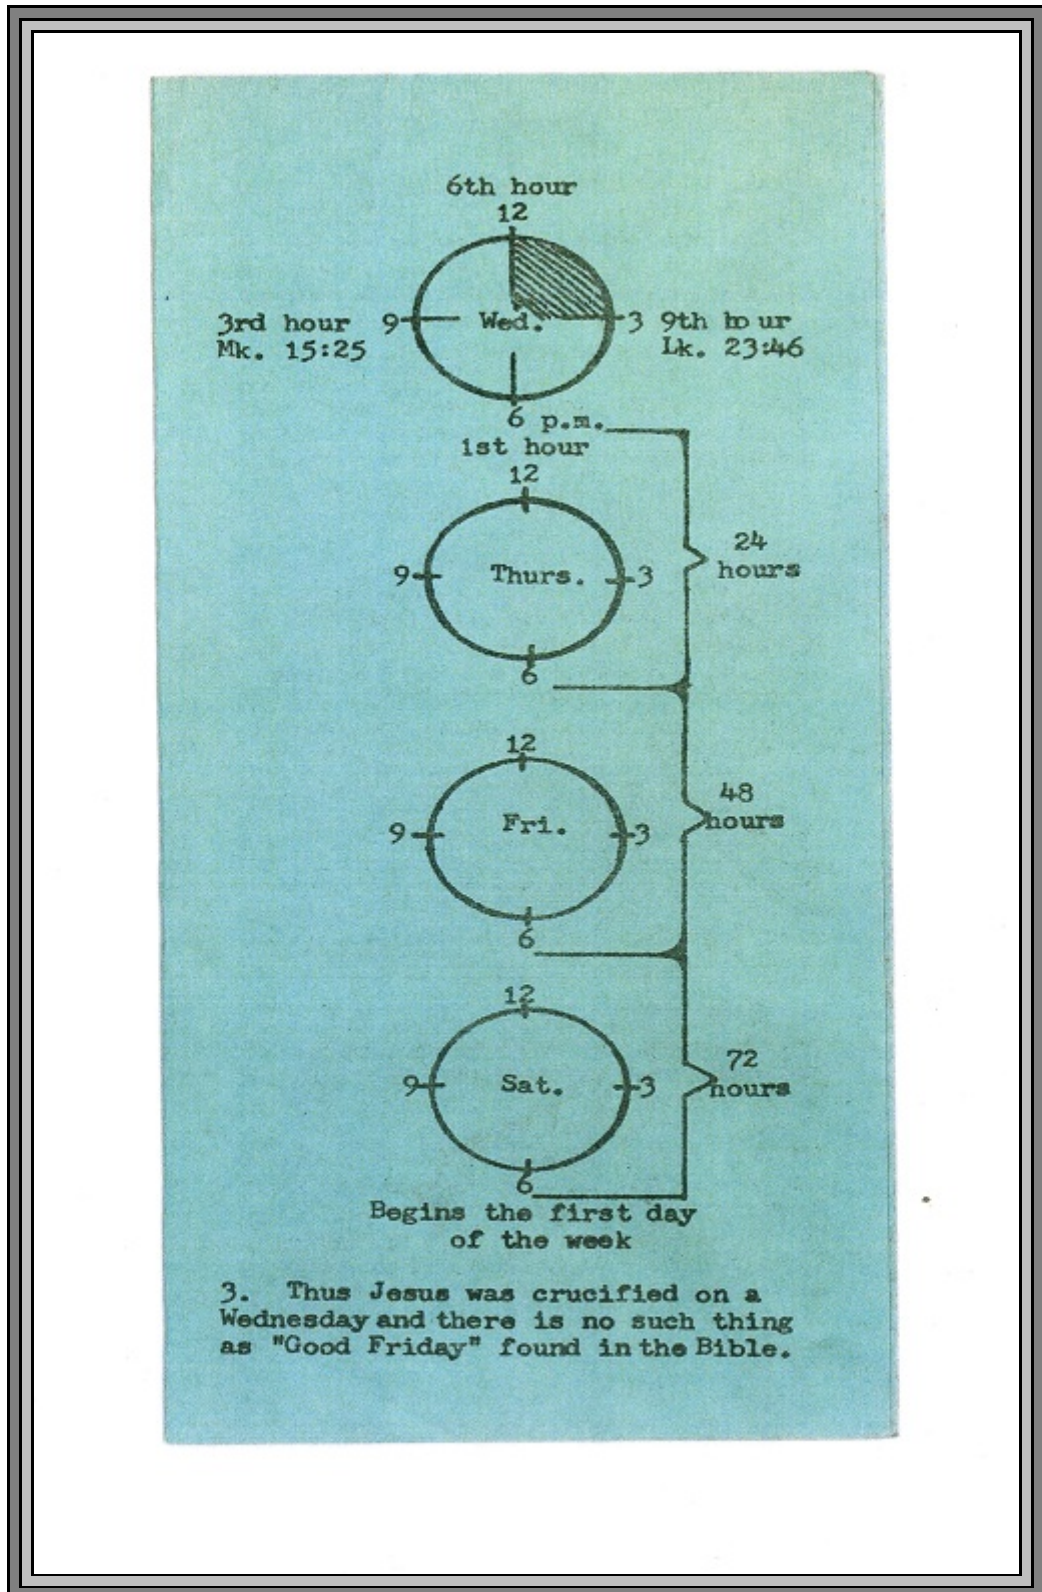 6th hour
12
3rd hour 9 Wed. 3 9th hour
Mk. 15:25 Lk. 23:46
6 p.m.
1st hour
12
24
hours
9 Thurs. 3
6
12
48
hours
9 Fri. 3
6
12
72
hours
9 Sat. 3
6
Begins the first day
of the week
3. Thus Jesus was crucified on a
Wednesday and there is no such thing
as "Good Friday" found in the Bible.